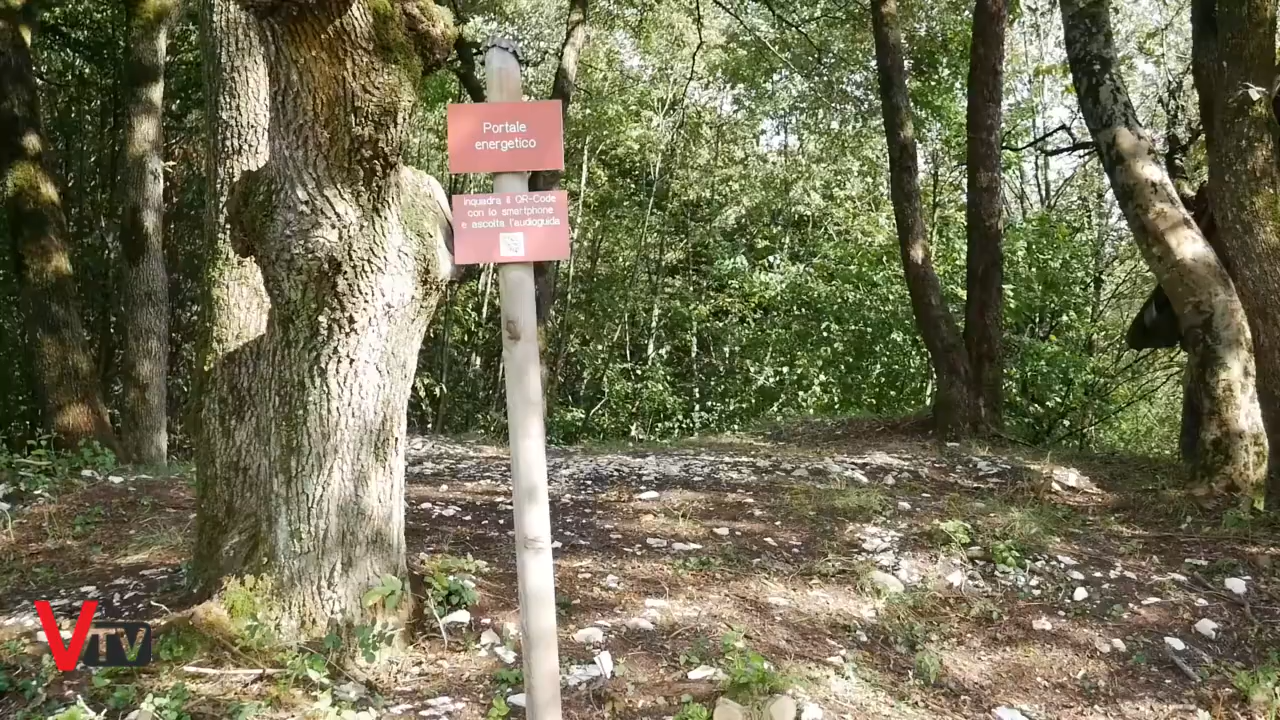 Portale
energetico
inquadra il QR-Code
con lo smartphone
e ascolta l'audioguida
VTV